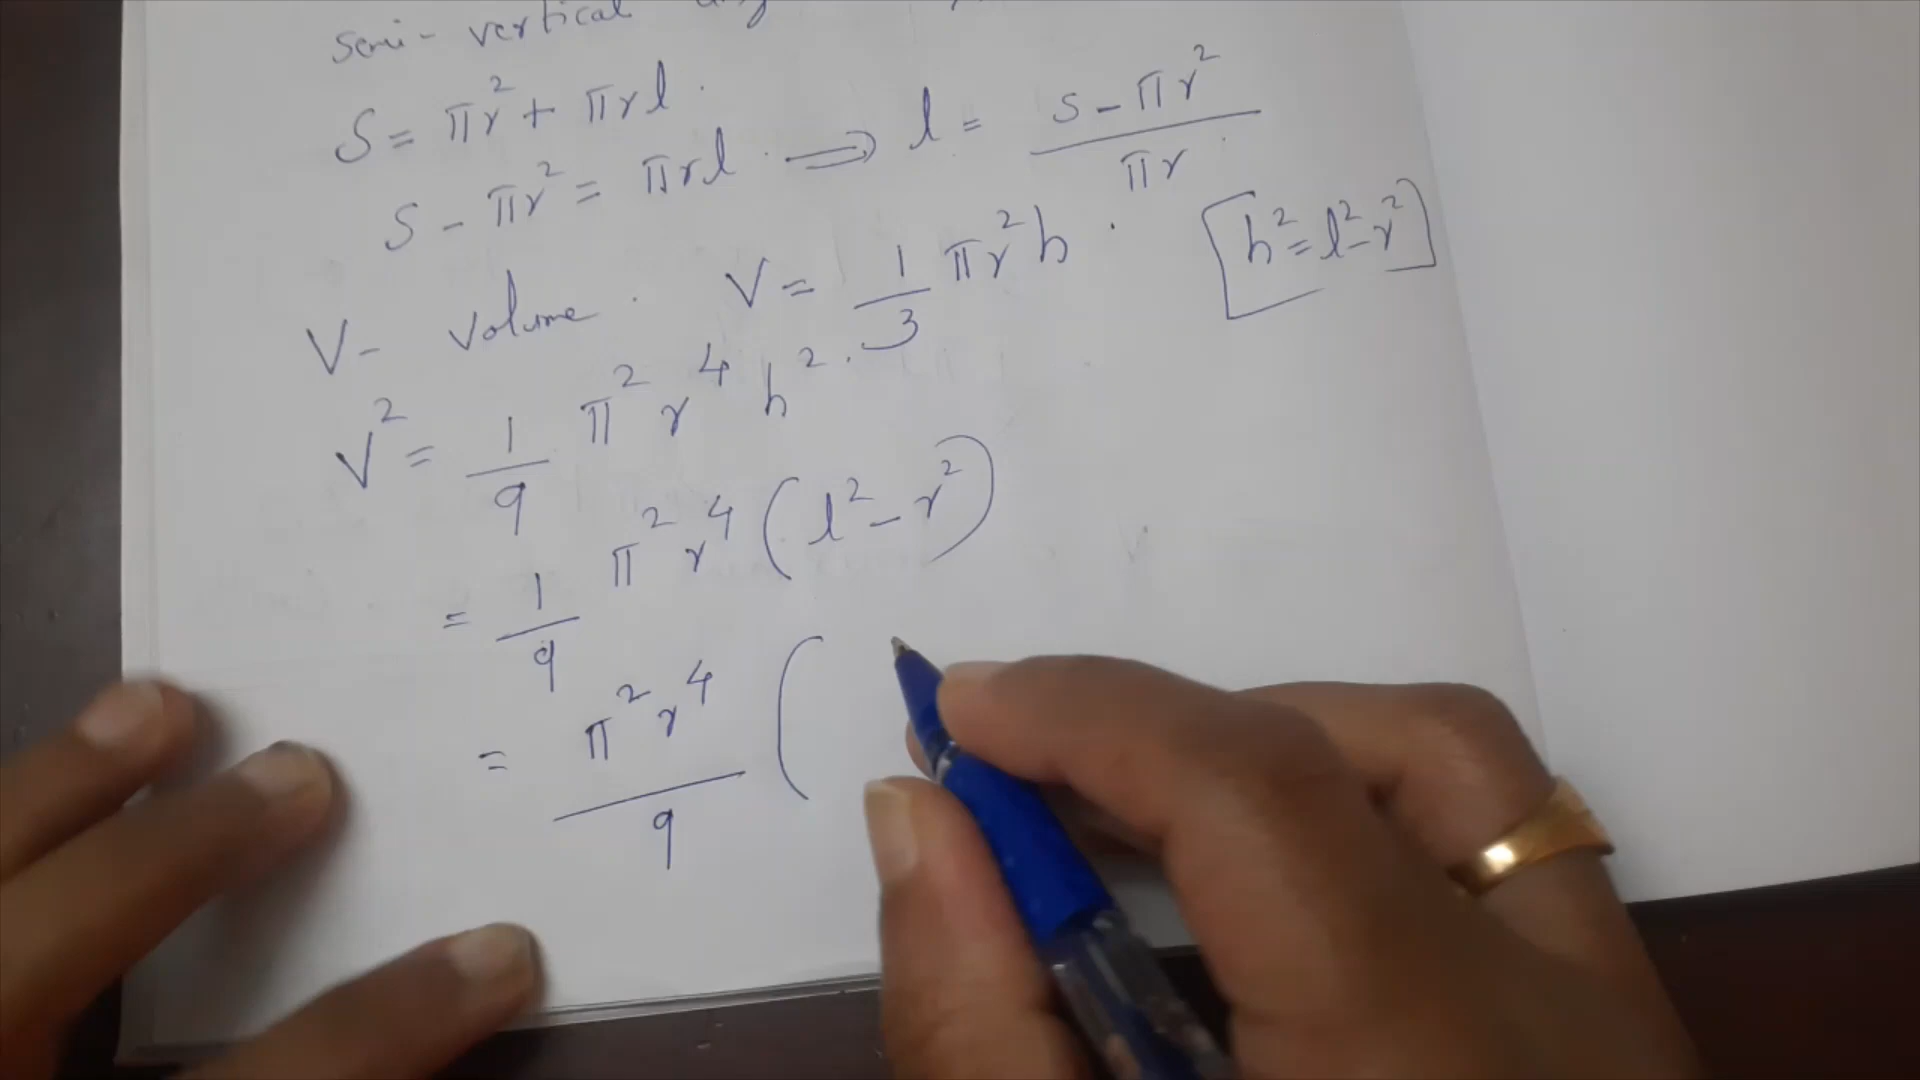 Semi-vertical
S = πr² + πrl.
S - πr² = πrl. ⟹ l = (S - πr²)/(πr)
V - Volume. V = 1/3 πr²h. [h² = l² - r²]
V² = 1/9 π² r⁴ h².
= 1/9 π² r⁴ (l² - r²)
= π² r⁴/9 (